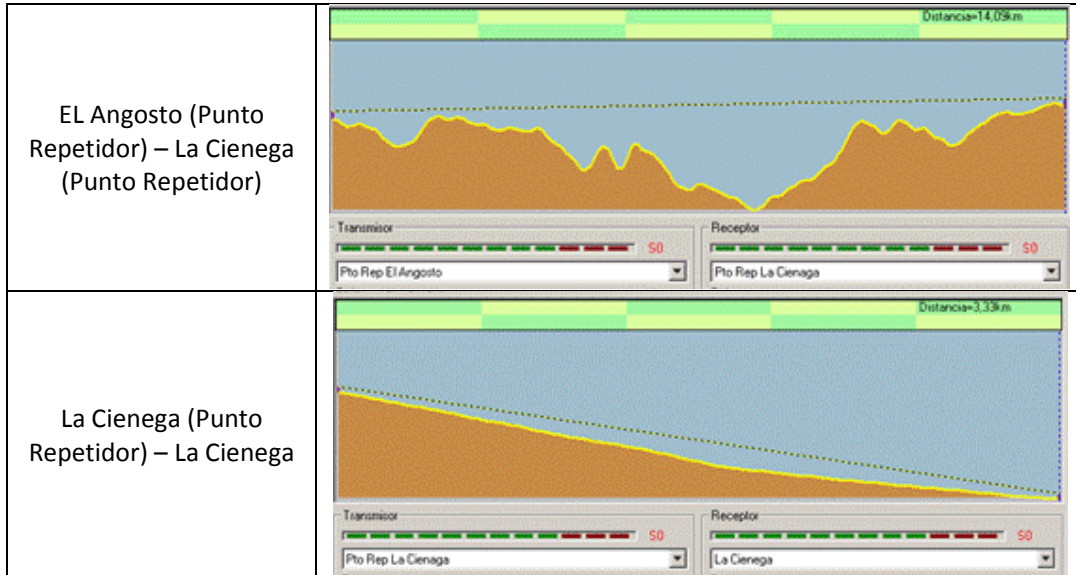 EL Angosto (Punto
Repetidor) – La Cienega
(Punto Repetidor)
Distancia=14,09km
Transmisor
S0
Pto Rep El Angosto
Receptor
S0
Pto Rep La Cienaga
La Cienega (Punto
Repetidor) – La Cienega
Distancia=3,33km
Transmisor
S0
Pto Rep La Cienaga
Receptor
S0
La Cienega